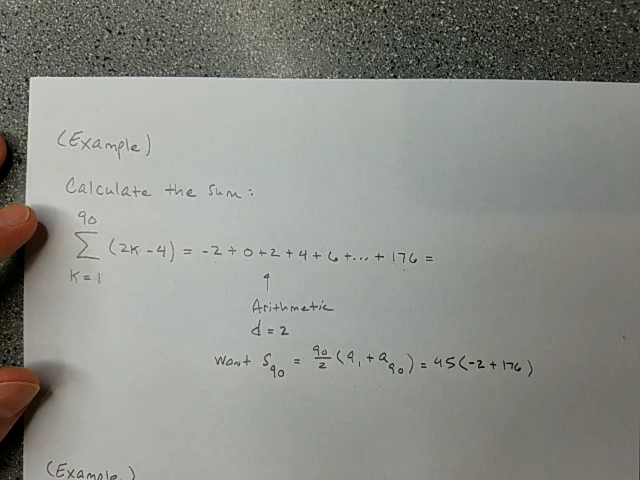 (Example)
Calculate the sum:
90
Σ (2K-4) = -2+0+2+4+6+...+176 =
K=1
↑
Arithmetic
d=2
Want S₉₀ = 90/2 (a₁ + a₉₀) = 45(-2+176)
(Example)